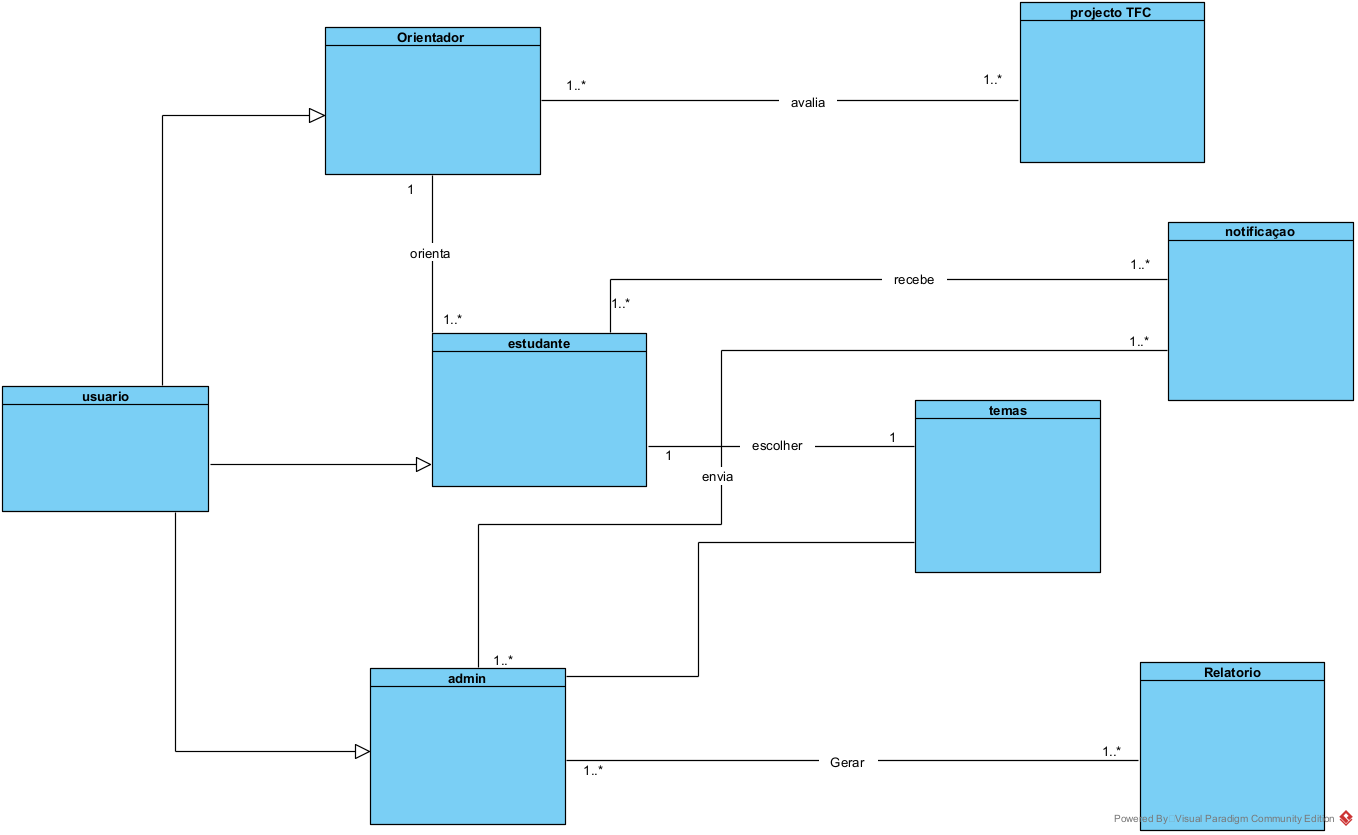 projecto TFC
Orientador
1..*
1..*
avalia
1
orienta
notificaçao
1..*
recebe
1..*
1..*
estudante
1..*
usuario
temas
1
escolher
1
envia
1..*
admin
Relatorio
1..*
Gerar
1..*
Powered By Visual Paradigm Community Edition